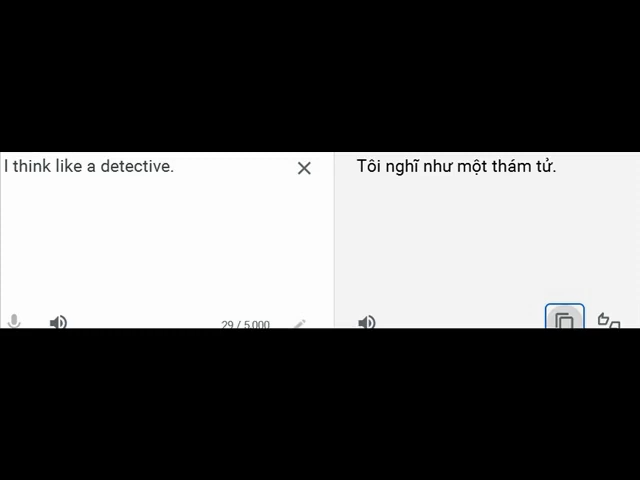 I think like a detective.
Tôi nghĩ như một thám tử.
29 / 5,000